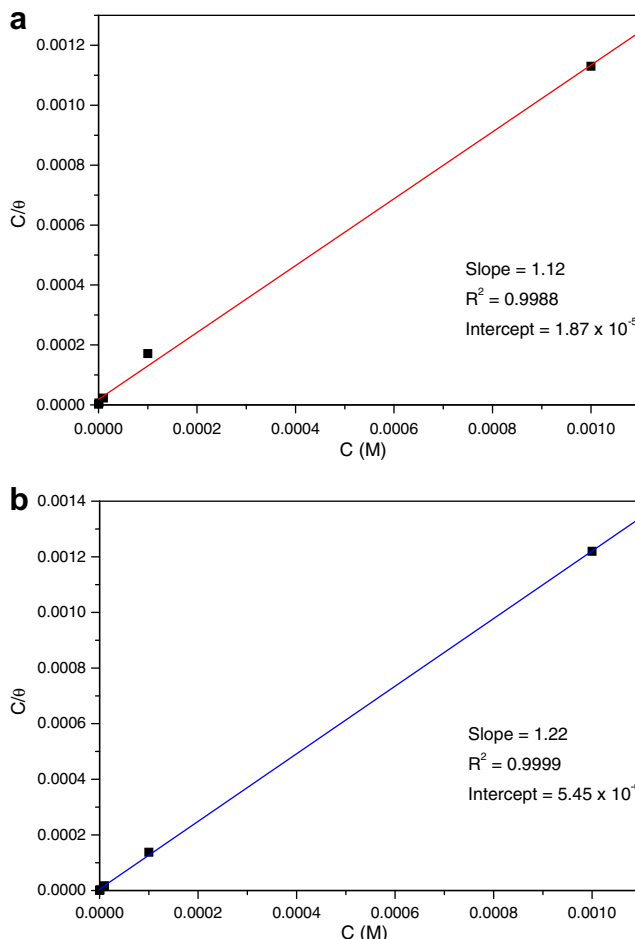 a
0.0012
0.0010
0.0008
0.0006
0.0004
0.0002
0.0000
C/θ
Slope = 1.12
R² = 0.9988
Intercept = 1.87 x 10⁻⁵
0.0000 0.0002 0.0004 0.0006 0.0008 0.0010
C (M)
b
0.0014
0.0012
0.0010
0.0008
0.0006
0.0004
0.0002
0.0000
C/θ
Slope = 1.22
R² = 0.9999
Intercept = 5.45 x 10⁻
0.0000 0.0002 0.0004 0.0006 0.0008 0.0010
C (M)